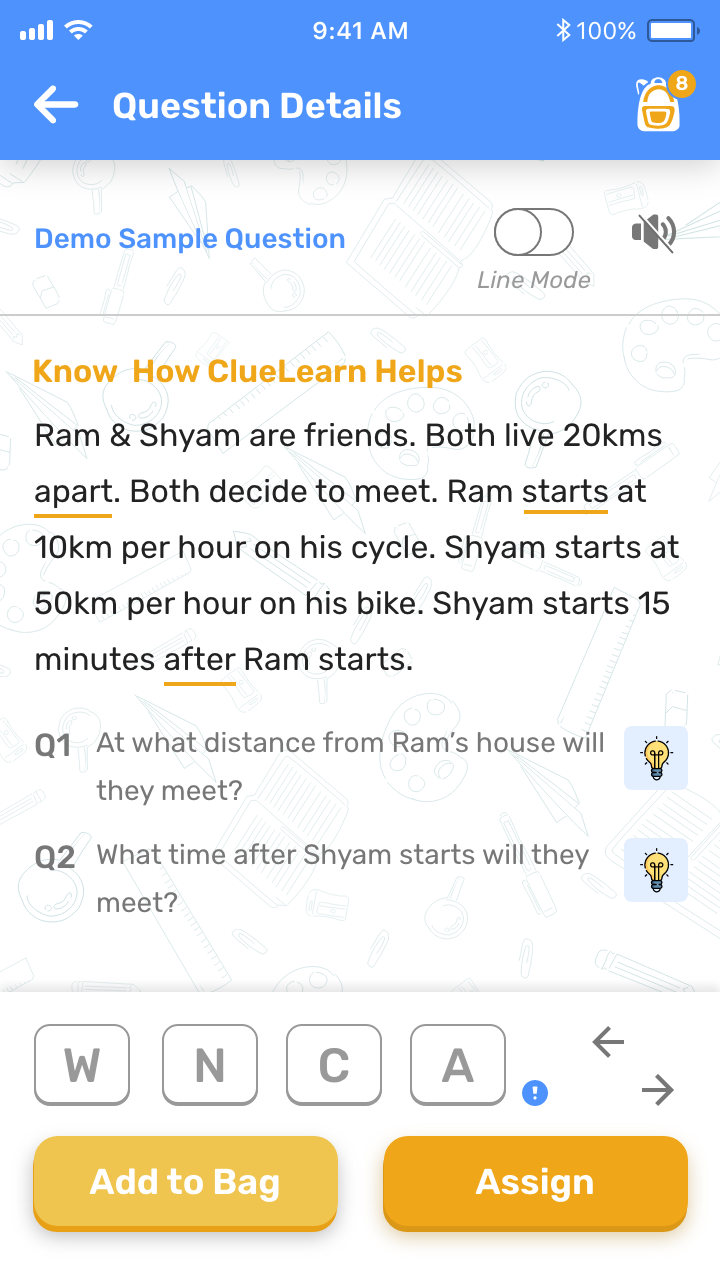 9:41 AM
100%
Question Details
8
Demo Sample Question
Line Mode
Know How ClueLearn Helps
Ram & Shyam are friends. Both live 20kms
apart. Both decide to meet. Ram starts at
10km per hour on his cycle. Shyam starts at
50km per hour on his bike. Shyam starts 15
minutes after Ram starts.
Q1 At what distance from Ram's house will
they meet?
Q2 What time after Shyam starts will they
meet?
W N C A
!
Add to Bag Assign